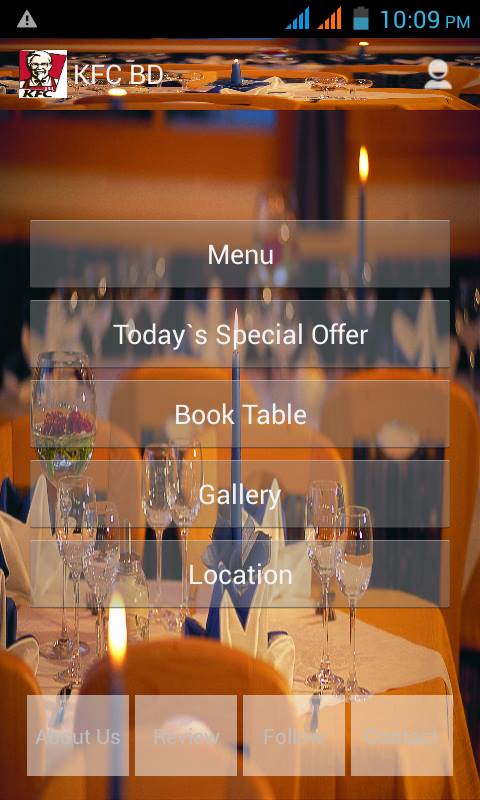 10:09 PM
KFC
KFC BD
Menu
Today`s Special Offer
Book Table
Gallery
Location
About Us Review Follow Contact